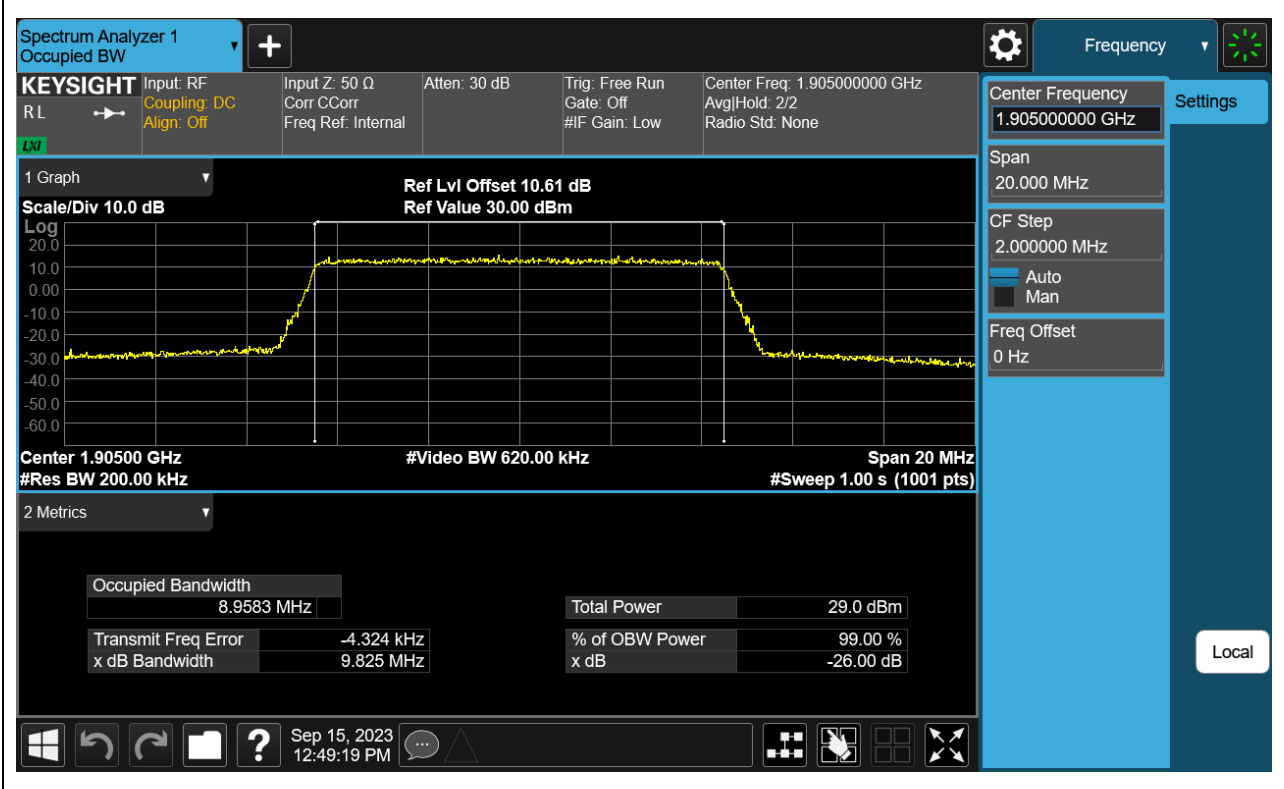 Spectrum Analyzer 1
Occupied BW
Frequency
KEYSIGHT
R L
LXI
Input: RF
Coupling: DC
Align: Off
Input Z: 50 Ω
Corr CCorr
Freq Ref: Internal
Atten: 30 dB
Trig: Free Run
Gate: Off
#IF Gain: Low
Center Freq: 1.905000000 GHz
Avg|Hold: 2/2
Radio Std: None
Center Frequency
1.905000000 GHz
Settings
Span
20.000 MHz
CF Step
2.000000 MHz
Auto
Man
Freq Offset
0 Hz
Local
1 Graph
Scale/Div 10.0 dB
Ref Lvl Offset 10.61 dB
Ref Value 30.00 dBm
Log
20.0
10.0
0.00
-10.0
-20.0
-30.0
-40.0
-50.0
-60.0
Center 1.90500 GHz
#Video BW 620.00 kHz
Span 20 MHz
#Res BW 200.00 kHz
#Sweep 1.00 s (1001 pts)
2 Metrics
Occupied Bandwidth
8.9583 MHz
Total Power 29.0 dBm
Transmit Freq Error -4.324 kHz
% of OBW Power 99.00 %
x dB Bandwidth 9.825 MHz
x dB -26.00 dB
?
Sep 15, 2023
12:49:19 PM